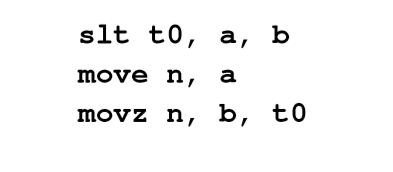 slt t0, a, b
move n, a
movz n, b, t0